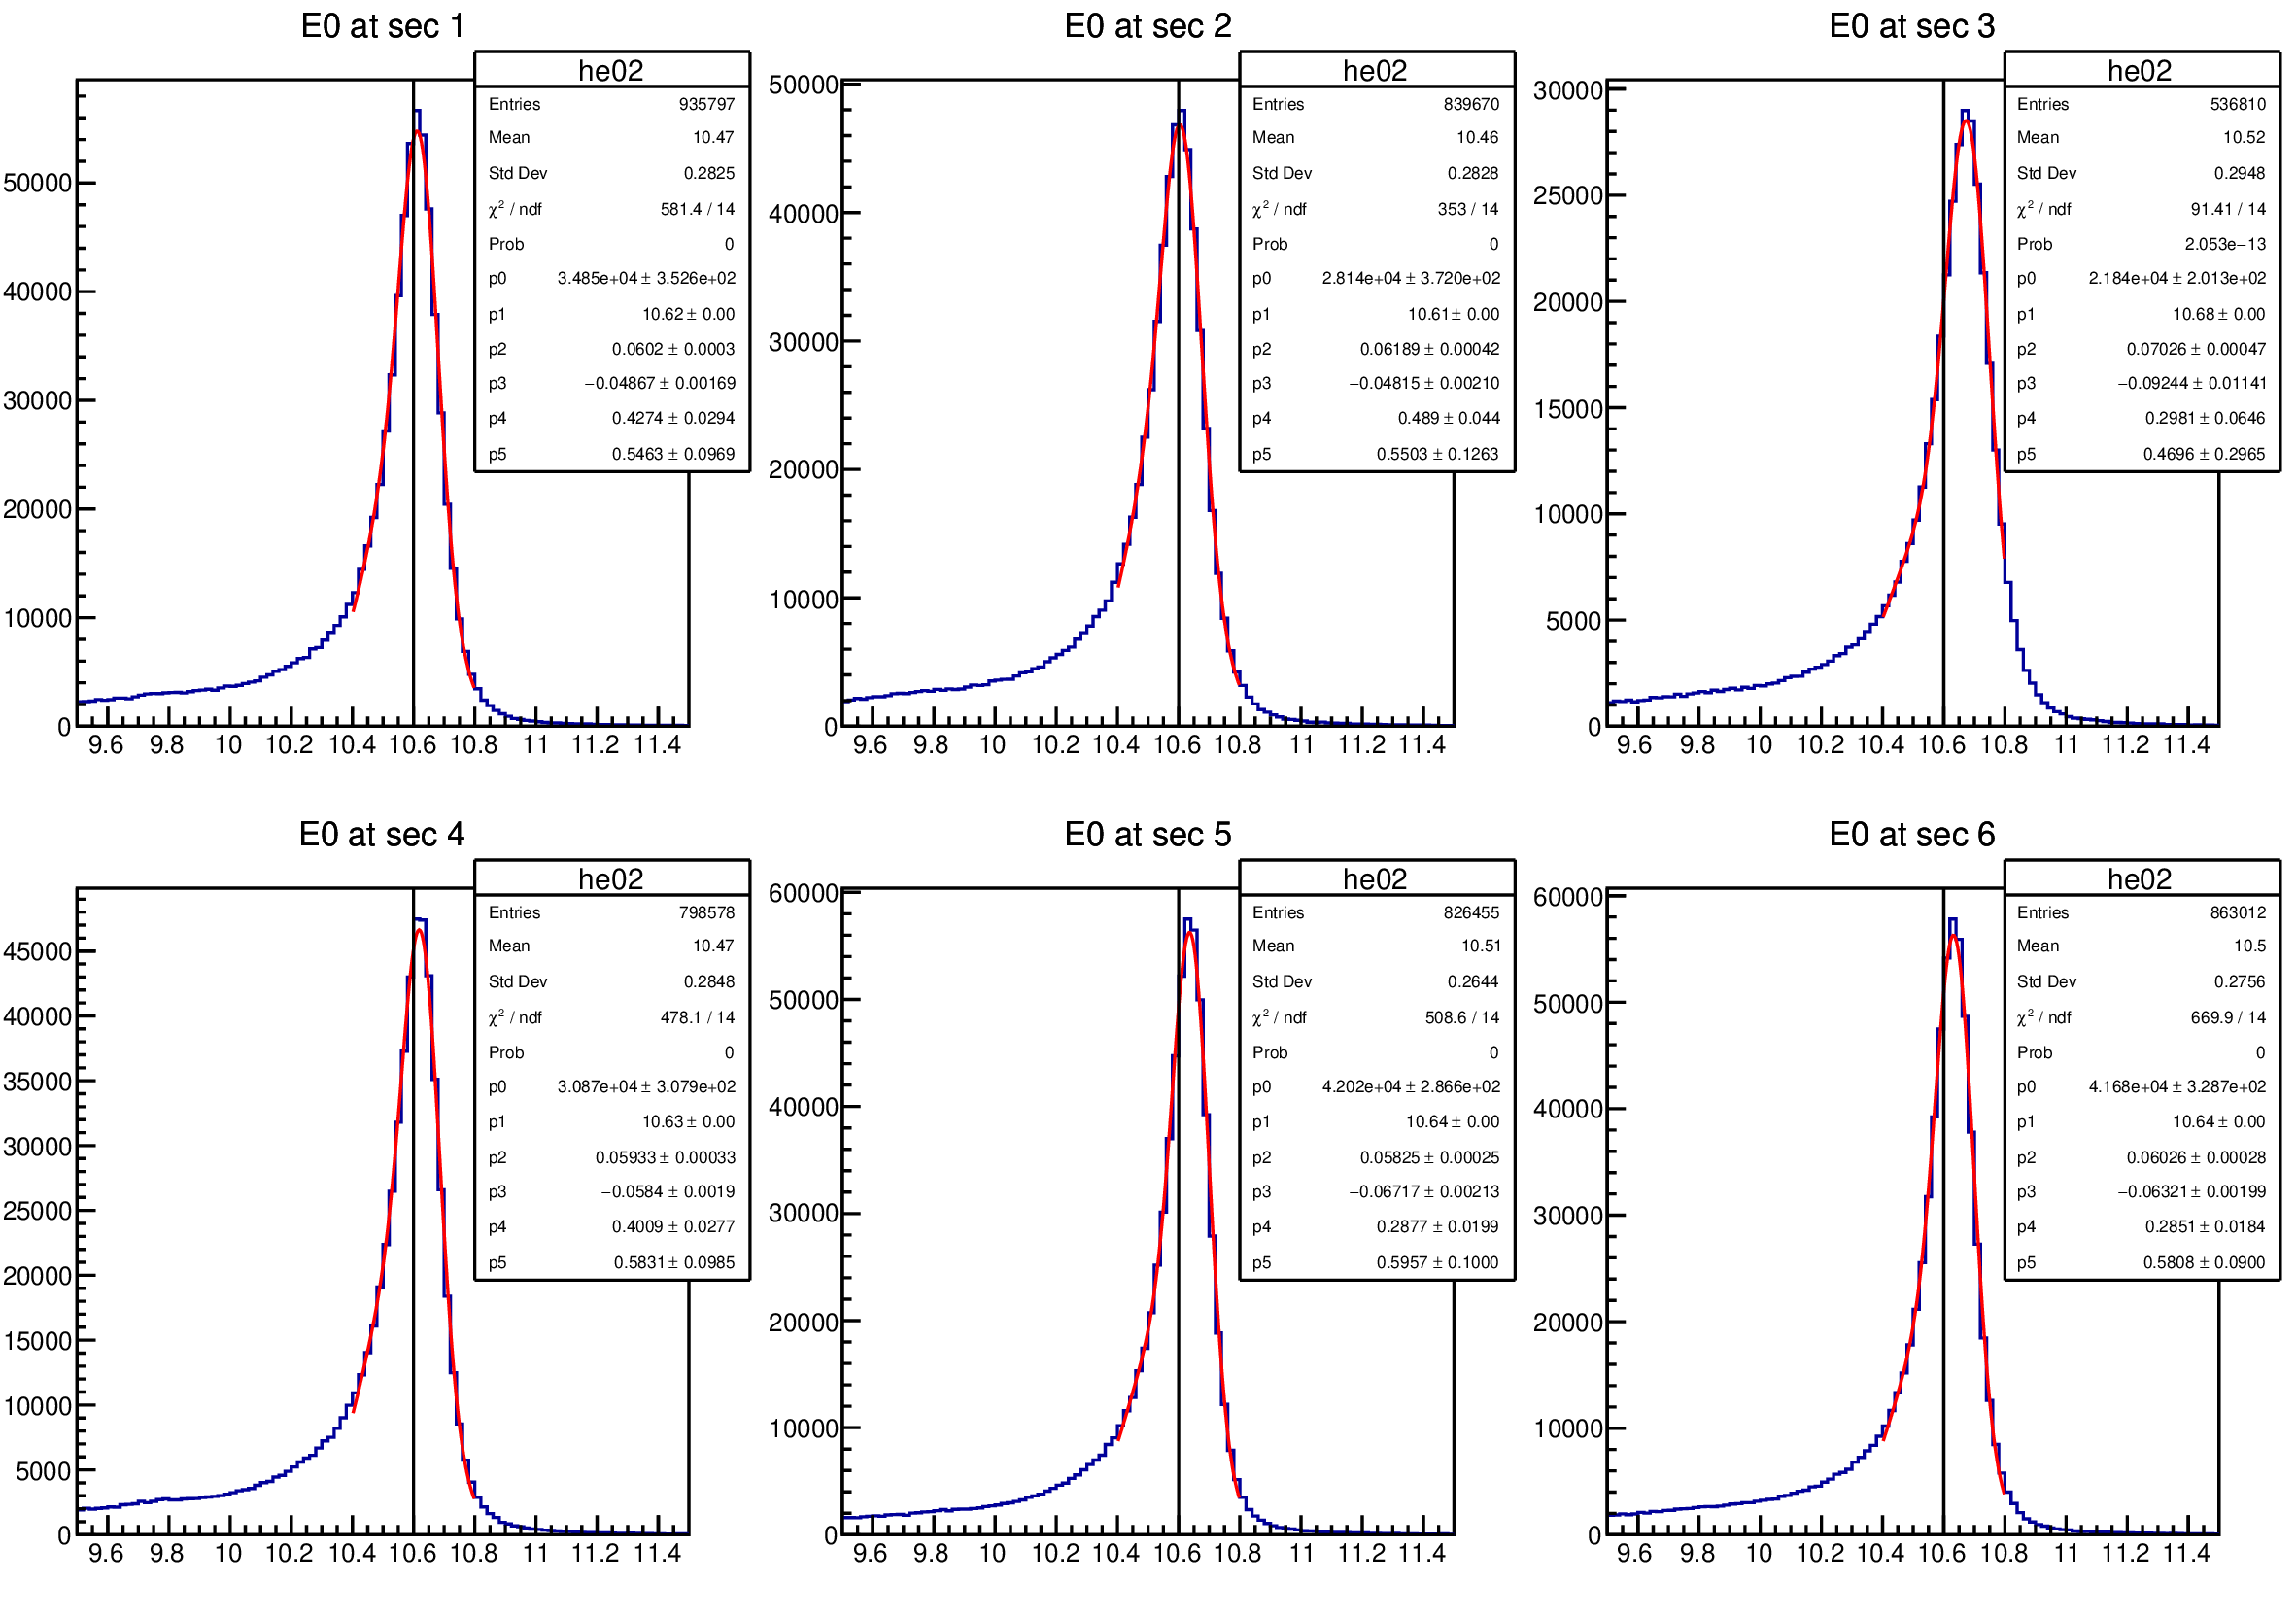 E0 at sec 1
he02
Entries 935797
Mean 10.47
Std Dev 0.2825
χ² / ndf 581.4 / 14
Prob 0
p0 3.485e+04 ± 3.526e+02
p1 10.62 ± 0.00
p2 0.0602 ± 0.0003
p3 −0.04867 ± 0.00169
p4 0.4274 ± 0.0294
p5 0.5463 ± 0.0969
50000
40000
30000
20000
10000
0
9.6 9.8 10 10.2 10.4 10.6 10.8 11 11.2 11.4
E0 at sec 2
he02
Entries 839670
Mean 10.46
Std Dev 0.2828
χ² / ndf 353 / 14
Prob 0
p0 2.814e+04 ± 3.720e+02
p1 10.61 ± 0.00
p2 0.06189 ± 0.00042
p3 −0.04815 ± 0.00210
p4 0.489 ± 0.044
p5 0.5503 ± 0.1263
50000
40000
30000
20000
10000
0
9.6 9.8 10 10.2 10.4 10.6 10.8 11 11.2 11.4
E0 at sec 3
he02
Entries 536810
Mean 10.52
Std Dev 0.2948
χ² / ndf 91.41 / 14
Prob 2.053e−13
p0 2.184e+04 ± 2.013e+02
p1 10.68 ± 0.00
p2 0.07026 ± 0.00047
p3 −0.09244 ± 0.01141
p4 0.2981 ± 0.0646
p5 0.4696 ± 0.2965
30000
25000
20000
15000
10000
5000
0
9.6 9.8 10 10.2 10.4 10.6 10.8 11 11.2 11.4
E0 at sec 4
he02
Entries 798578
Mean 10.47
Std Dev 0.2848
χ² / ndf 478.1 / 14
Prob 0
p0 3.087e+04 ± 3.079e+02
p1 10.63 ± 0.00
p2 0.05933 ± 0.00033
p3 −0.0584 ± 0.0019
p4 0.4009 ± 0.0277
p5 0.5831 ± 0.0985
45000
40000
35000
30000
25000
20000
15000
10000
5000
0
9.6 9.8 10 10.2 10.4 10.6 10.8 11 11.2 11.4
E0 at sec 5
he02
Entries 826455
Mean 10.51
Std Dev 0.2644
χ² / ndf 508.6 / 14
Prob 0
p0 4.202e+04 ± 2.866e+02
p1 10.64 ± 0.00
p2 0.05825 ± 0.00025
p3 −0.06717 ± 0.00213
p4 0.2877 ± 0.0199
p5 0.5957 ± 0.1000
60000
50000
40000
30000
20000
10000
0
9.6 9.8 10 10.2 10.4 10.6 10.8 11 11.2 11.4
E0 at sec 6
he02
Entries 863012
Mean 10.5
Std Dev 0.2756
χ² / ndf 669.9 / 14
Prob 0
p0 4.168e+04 ± 3.287e+02
p1 10.64 ± 0.00
p2 0.06026 ± 0.00028
p3 −0.06321 ± 0.00199
p4 0.2851 ± 0.0184
p5 0.5808 ± 0.0900
60000
50000
40000
30000
20000
10000
0
9.6 9.8 10 10.2 10.4 10.6 10.8 11 11.2 11.4